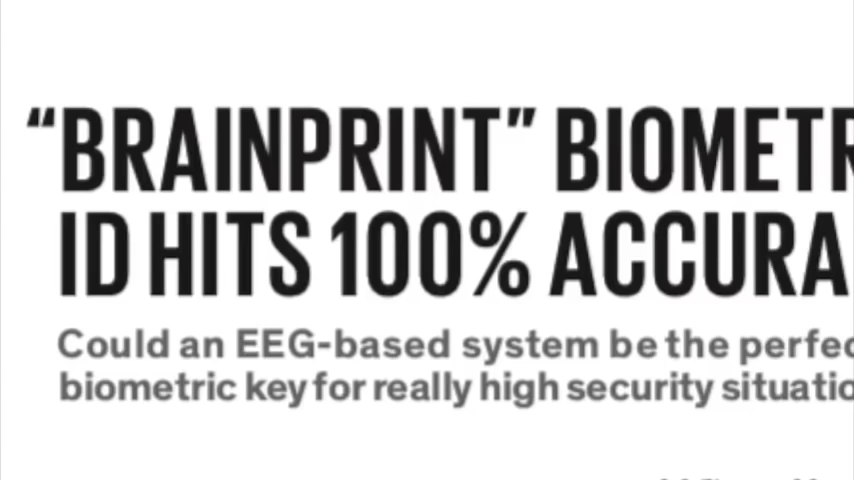 “BRAINPRINT” BIOMETR
ID HITS 100% ACCURA
Could an EEG-based system be the perfec
biometric key for really high security situatio